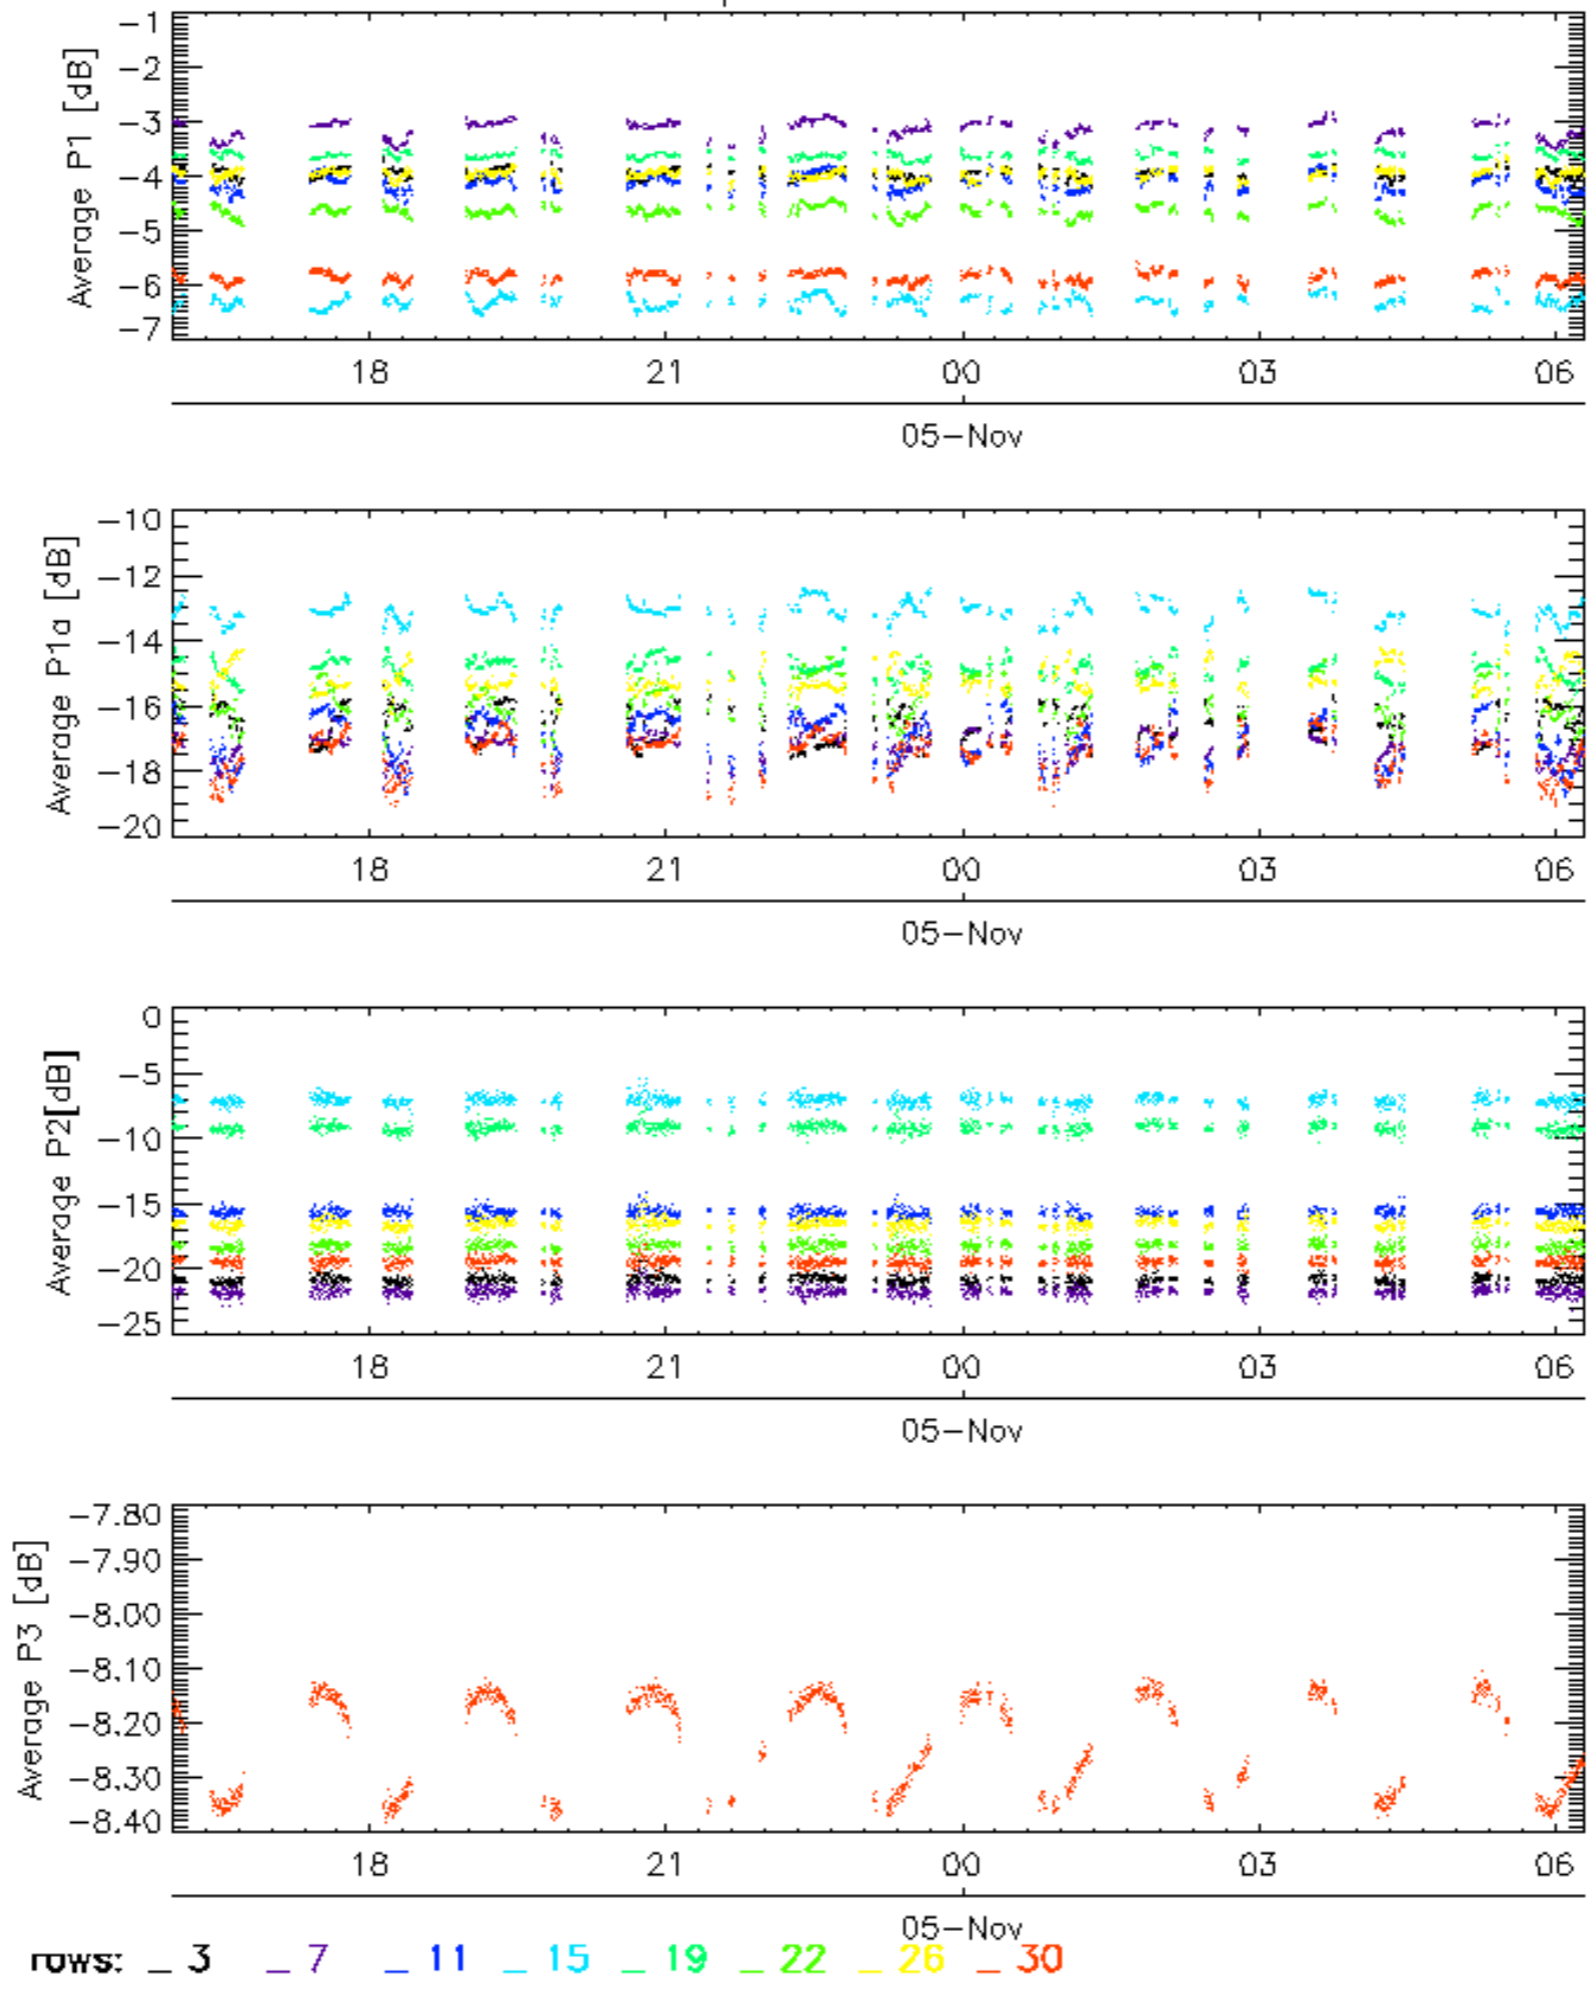 Average P1 [dB]
-1
-2
-3
-4
-5
-6
-7
18 21 00 03 06
05-Nov
Average P1a [dB]
-10
-12
-14
-16
-18
-20
18 21 00 03 06
05-Nov
Average P2[dB]
0
-5
-10
-15
-20
-25
18 21 00 03 06
05-Nov
Average P3 [dB]
-7.80
-7.90
-8.00
-8.10
-8.20
-8.30
-8.40
18 21 00 03 06
05-Nov
rows: _ 3 _ 7 _ 11 _ 15 _ 19 _ 22 _ 26 _ 30